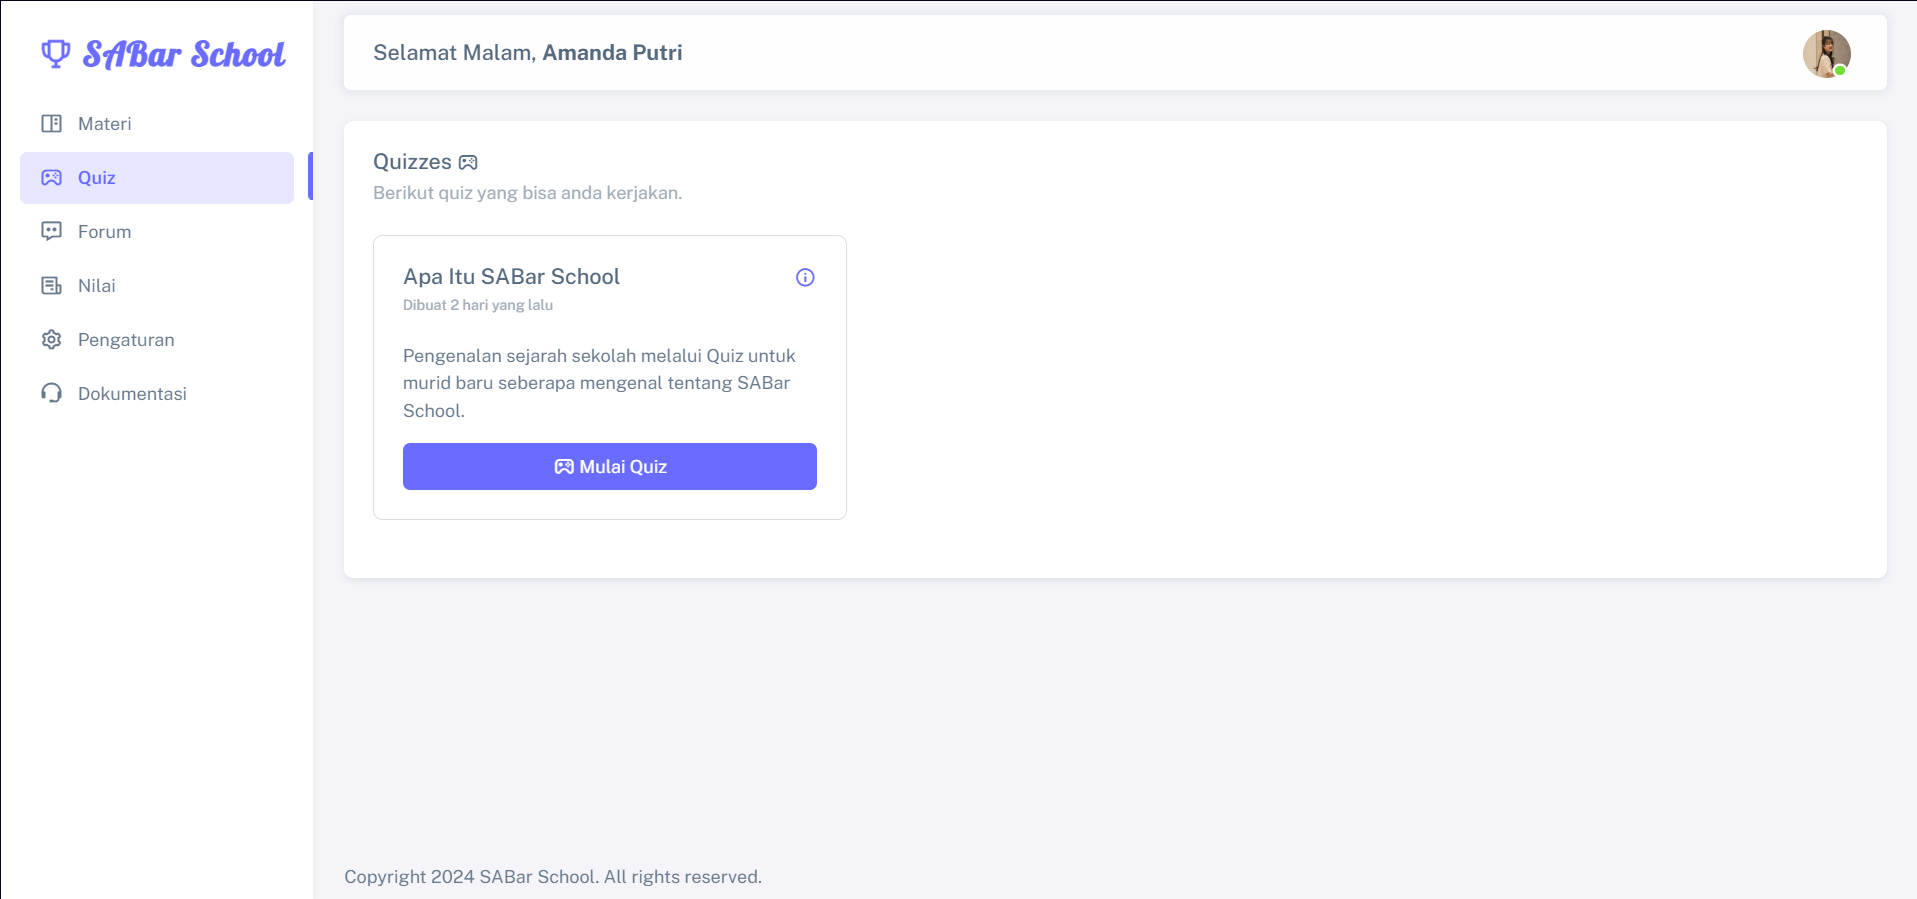 SABar School
Materi
Quiz
Forum
Nilai
Pengaturan
Dokumentasi
Selamat Malam, Amanda Putri
Quizzes
Berikut quiz yang bisa anda kerjakan.
Apa Itu SABar School
Dibuat 2 hari yang lalu
Pengenalan sejarah sekolah melalui Quiz untuk
murid baru seberapa mengenal tentang SABar
School.
Mulai Quiz
Copyright 2024 SABar School. All rights reserved.